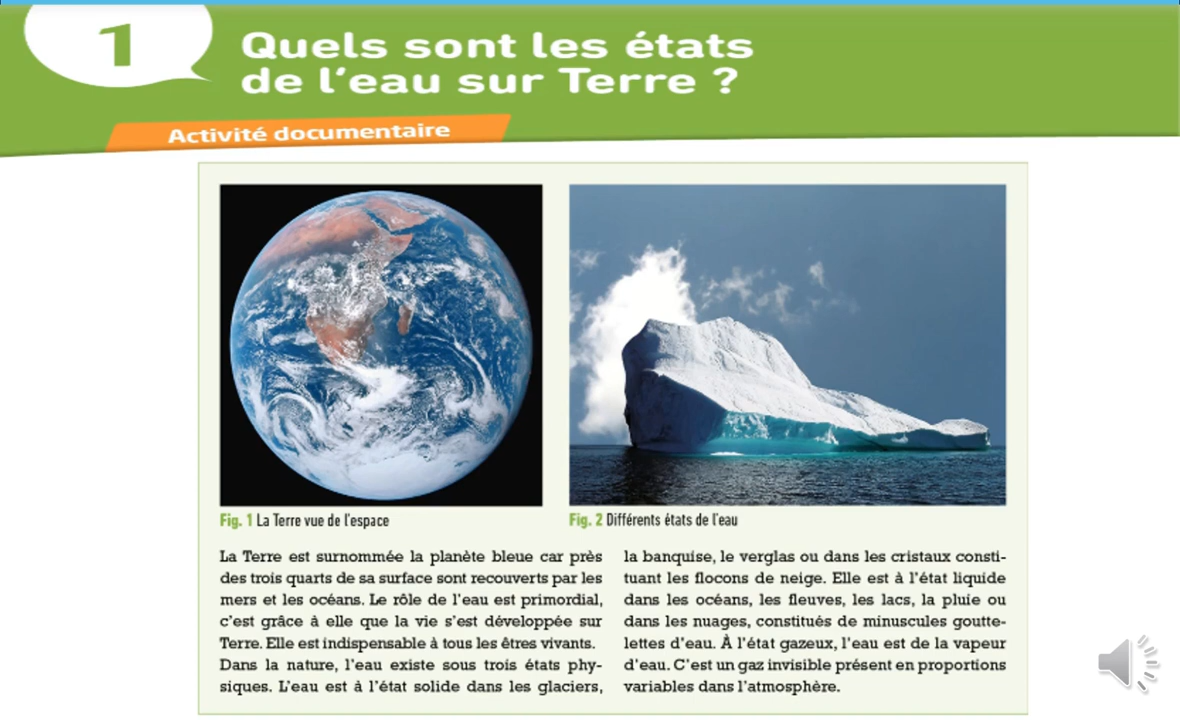 1
Quels sont les états
de l'eau sur Terre ?
Activité documentaire
Fig. 1 La Terre vue de l'espace
Fig. 2 Différents états de l'eau
La Terre est surnommée la planète bleue car près
des trois quarts de sa surface sont recouverts par les
mers et les océans. Le rôle de l'eau est primordial,
c'est grâce à elle que la vie s'est développée sur
Terre. Elle est indispensable à tous les êtres vivants.
Dans la nature, l'eau existe sous trois états phy-
siques. L'eau est à l'état solide dans les glaciers,
la banquise, le verglas ou dans les cristaux consti-
tuant les flocons de neige. Elle est à l'état liquide
dans les océans, les fleuves, les lacs, la pluie ou
dans les nuages, constitués de minuscules goutte-
lettes d'eau. À l'état gazeux, l'eau est de la vapeur
d'eau. C'est un gaz invisible présent en proportions
variables dans l'atmosphère.